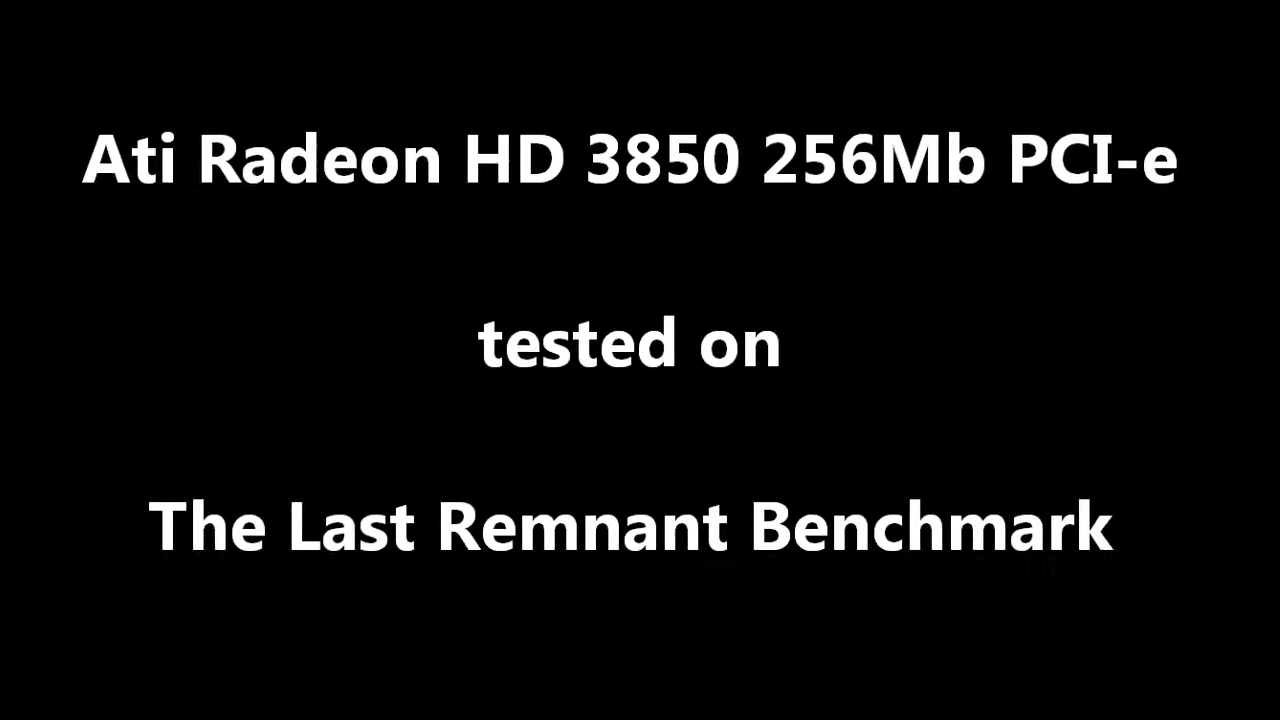 Ati Radeon HD 3850 256Mb PCI-e
tested on
The Last Remnant Benchmark